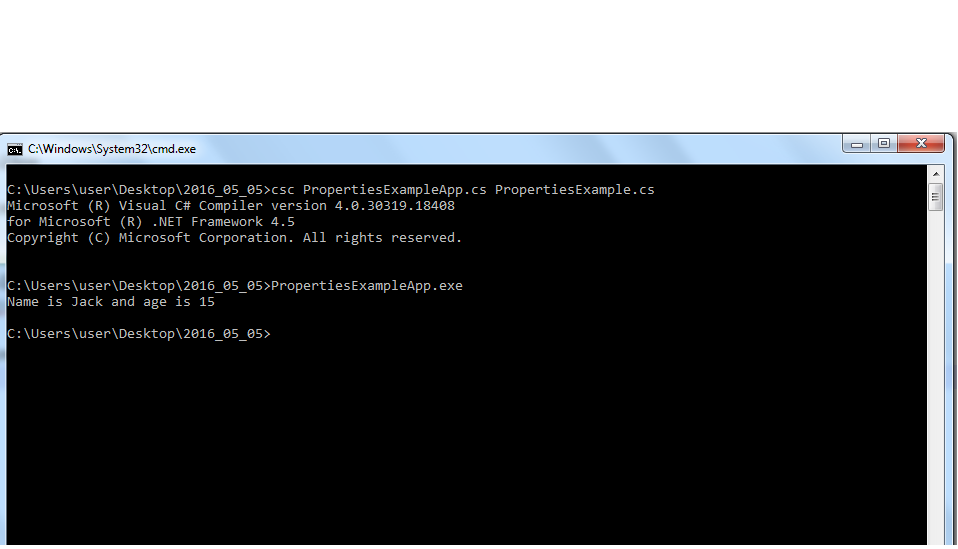 C:\Windows\System32\cmd.exe
C:\Users\user\Desktop\2016_05_05>csc PropertiesExampleApp.cs PropertiesExample.cs
Microsoft (R) Visual C# Compiler version 4.0.30319.18408
for Microsoft (R) .NET Framework 4.5
Copyright (C) Microsoft Corporation. All rights reserved.
C:\Users\user\Desktop\2016_05_05>PropertiesExampleApp.exe
Name is Jack and age is 15
C:\Users\user\Desktop\2016_05_05>